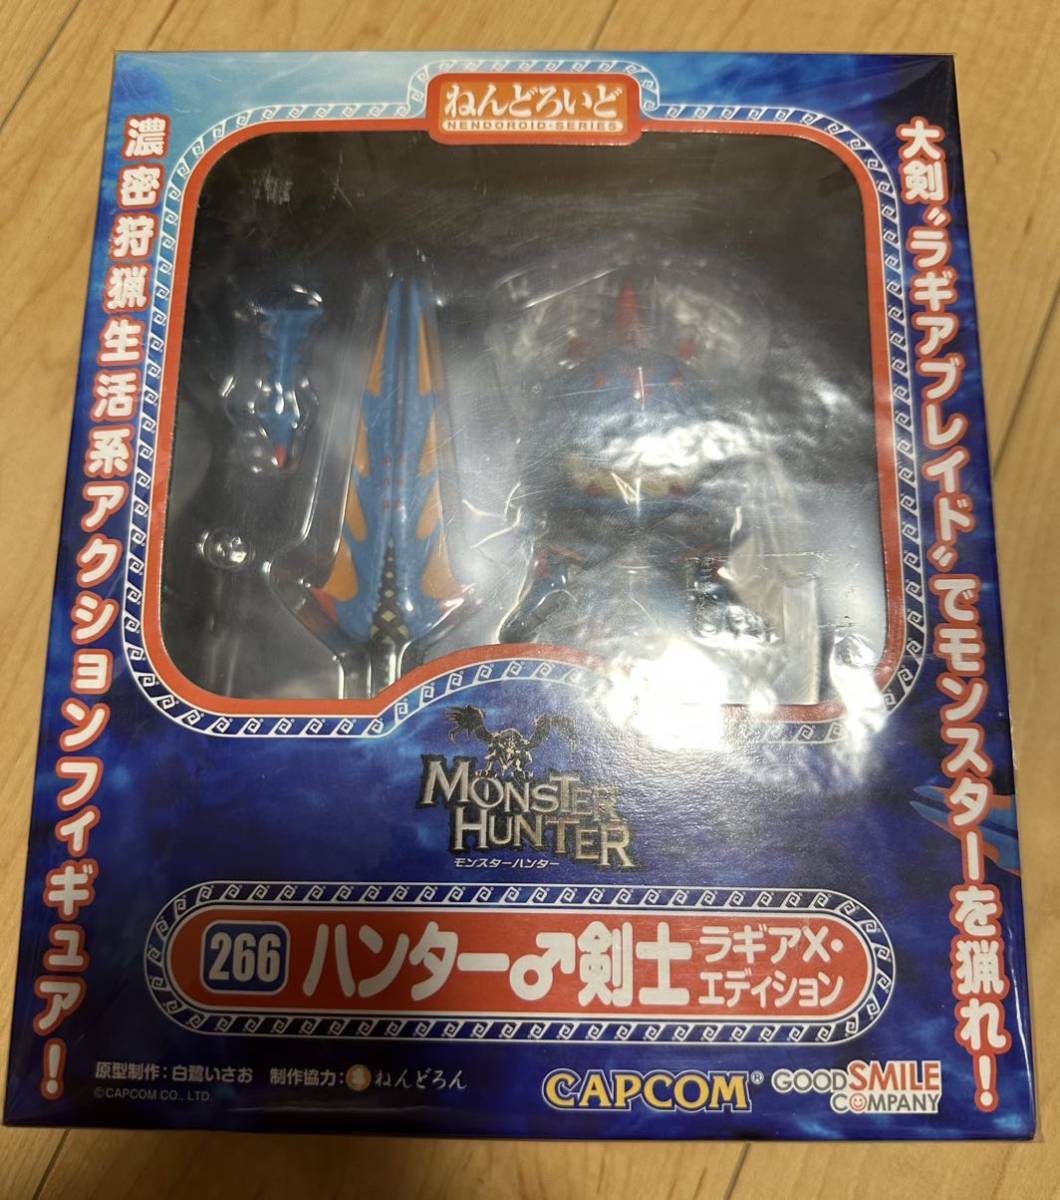 ねんどろいど
NENDOROID-SERIES
濃密狩猟生活系アクションフィギュア!
大剣“ラギアブレイド”でモンスターを猟れ!
MONSTER
HUNTER
モンスターハンター
266 ハンター♂剣士 ラギアX・
エディション
原型制作:白鷺いさお 制作協力: ねんどろん
©CAPCOM CO., LTD.
CAPCOM®
GOODSMILE
COMPANY